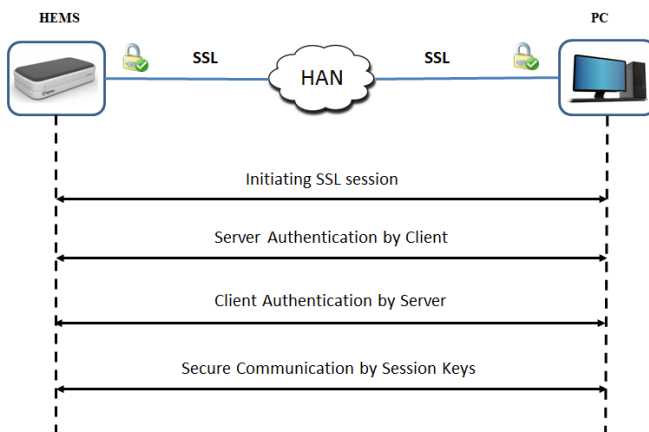 HEMS
PC
SSL
SSL
HAN
Initiating SSL session
Server Authentication by Client
Client Authentication by Server
Secure Communication by Session Keys